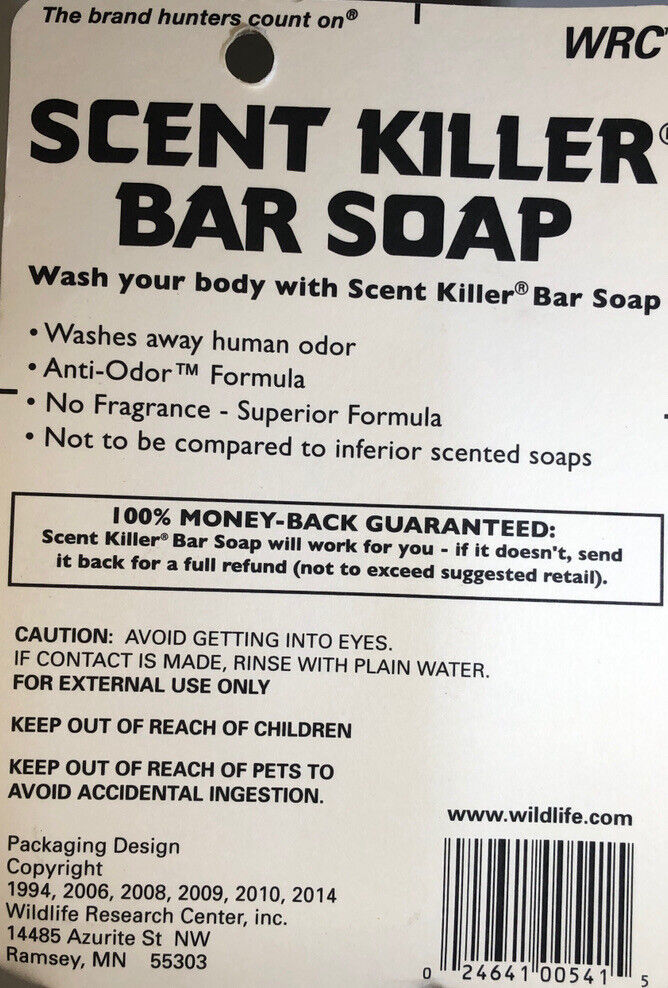 The brand hunters count on®
WRC
SCENT KILLER®
BAR SOAP
Wash your body with Scent Killer® Bar Soap
• Washes away human odor
• Anti-Odor™ Formula
• No Fragrance - Superior Formula
• Not to be compared to inferior scented soaps
100% MONEY-BACK GUARANTEED:
Scent Killer® Bar Soap will work for you - if it doesn't, send
it back for a full refund (not to exceed suggested retail).
CAUTION: AVOID GETTING INTO EYES.
IF CONTACT IS MADE, RINSE WITH PLAIN WATER.
FOR EXTERNAL USE ONLY
KEEP OUT OF REACH OF CHILDREN
KEEP OUT OF REACH OF PETS TO
AVOID ACCIDENTAL INGESTION.
www.wildlife.com
Packaging Design
Copyright
1994, 2006, 2008, 2009, 2010, 2014
Wildlife Research Center, inc.
14485 Azurite St NW
Ramsey, MN 55303
0 24641 00541 5